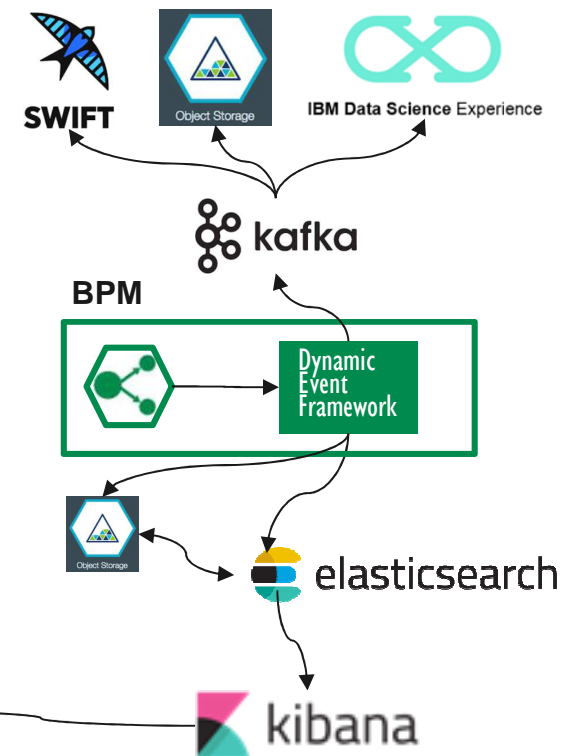 SWIFT
Object Storage
IBM Data Science Experience
kafka
BPM
Dynamic
Event
Framework
Object Storage
elasticsearch
kibana